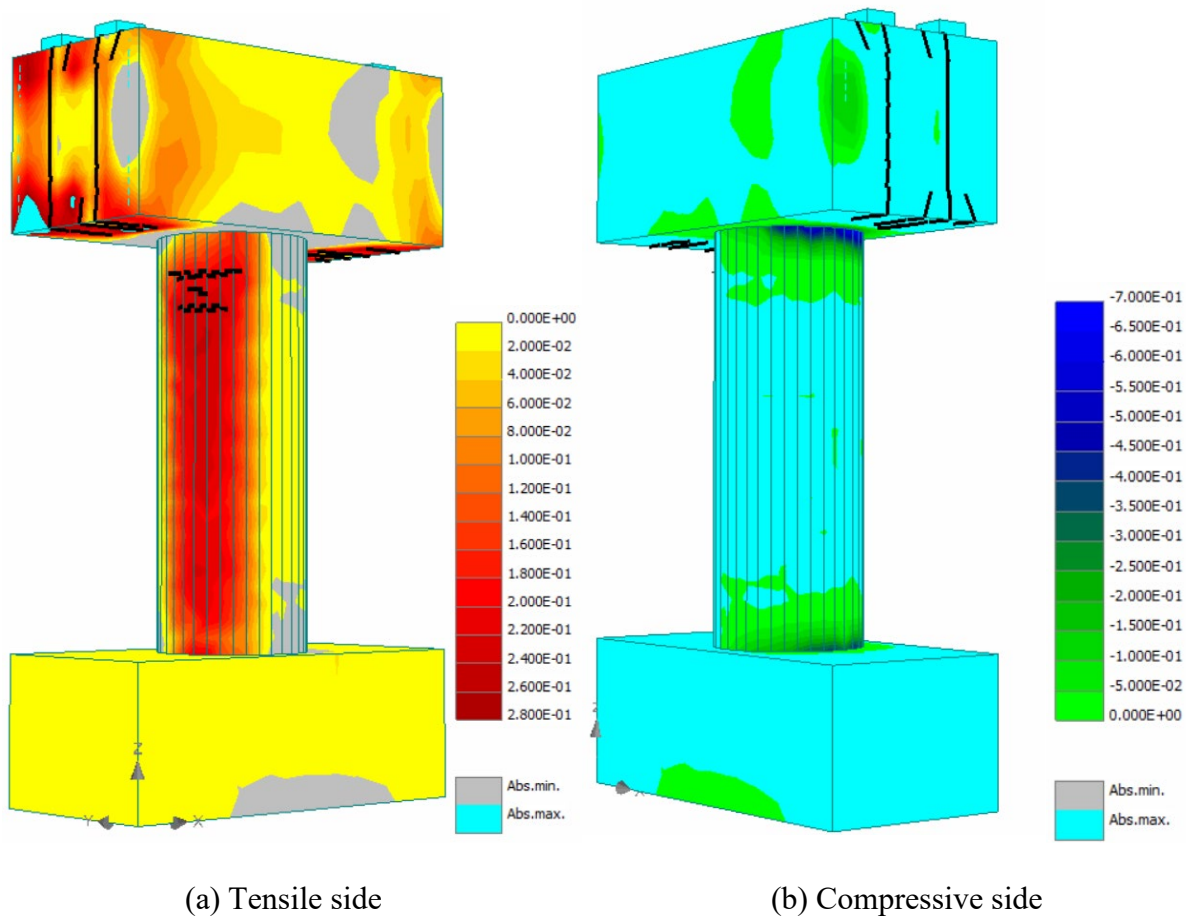 0.000E+00
2.000E-02
4.000E-02
6.000E-02
8.000E-02
1.000E-01
1.200E-01
1.400E-01
1.600E-01
1.800E-01
2.000E-01
2.200E-01
2.400E-01
2.600E-01
2.800E-01
Abs.min.
Abs.max.
Z
Y
X
-7.000E-01
-6.500E-01
-6.000E-01
-5.500E-01
-5.000E-01
-4.500E-01
-4.000E-01
-3.500E-01
-3.000E-01
-2.500E-01
-2.000E-01
-1.500E-01
-1.000E-01
-5.000E-02
0.000E+00
Abs.min.
Abs.max.
Z
X
(a) Tensile side
(b) Compressive side